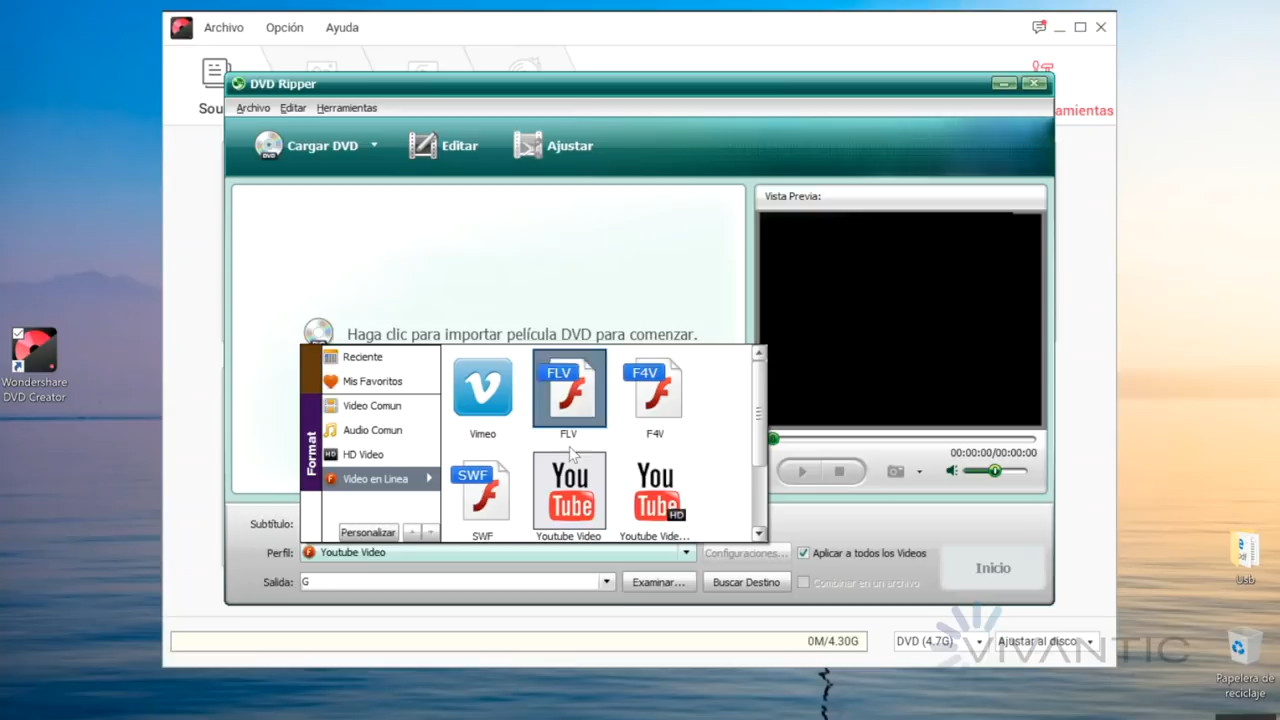 Archivo Opción Ayuda
Sou
amientas
DVD Ripper
Archivo Editar Herramientas
Cargar DVD Editar Ajustar
Vista Previa:
Haga clic para importar película DVD para comenzar.
Reciente
Mis Favoritos
Video Comun
Audio Comun
HD Video
Video en Linea
Format
Personalizar
Vimeo
FLV
FLV
F4V
F4V
SWF
SWF
You Tube
Youtube Video
You Tube HD
Youtube Vide...
00:00:00/00:00:00
Subtítulo:
Perfil: Youtube Video Configuraciones... Aplicar a todos los Videos
Salida: G Examinar... Buscar Destino Combinar en un archivo
Inicio
0M/4.30G DVD (4.7G) Ajustar al disco
VIVANTIC
Wondershare
DVD Creator
Usb
Papelera de
reciclaje